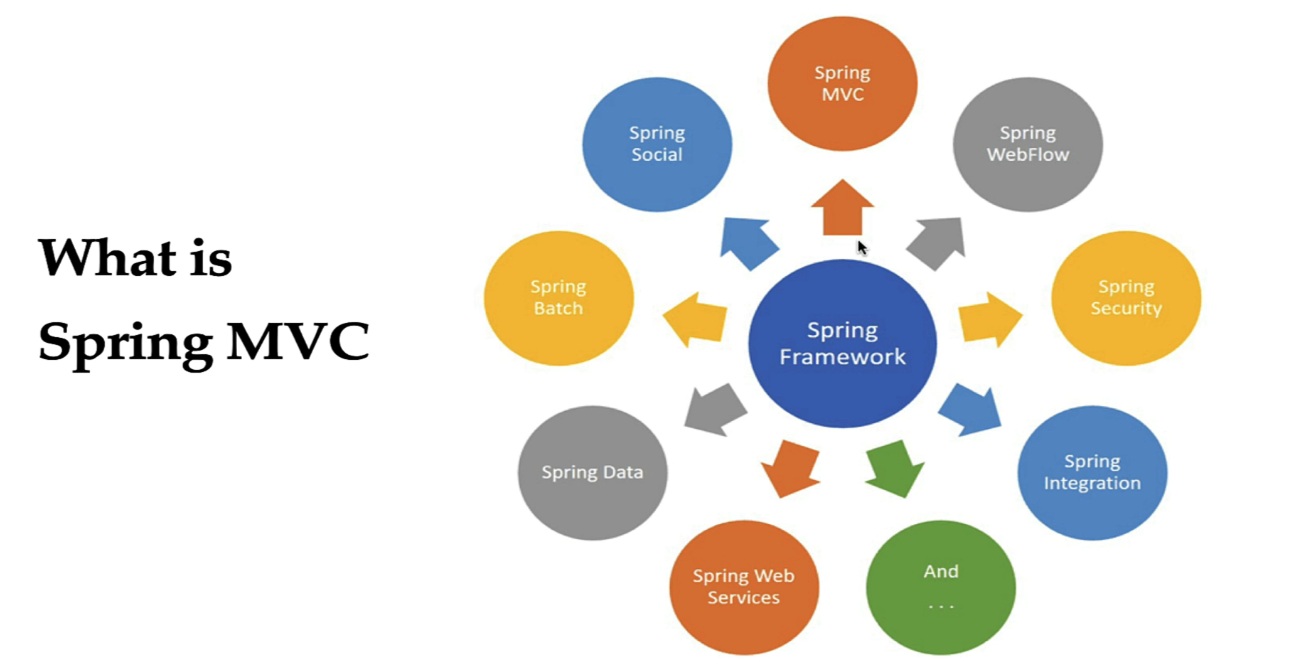 What is
Spring MVC
Spring
MVC
Spring
WebFlow
Spring
Security
Spring
Integration
And
...
Spring Web
Services
Spring Data
Spring
Batch
Spring
Social
Spring
Framework